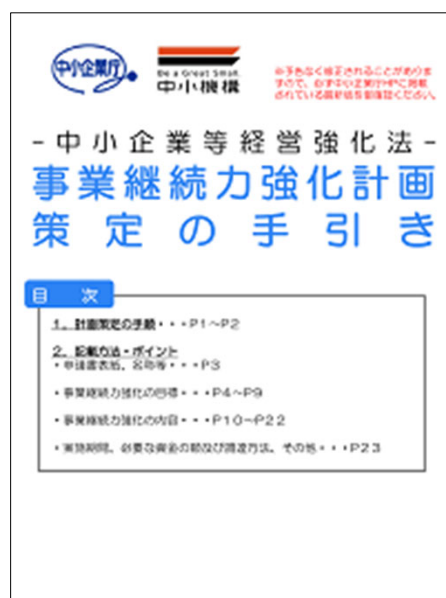 中小企業庁
Be a Great Small.
中小機構
※予告なく修正されることがありま
すので、必ず中小企業庁HPに掲載
されている最新版を御確認ください。
-中小企業等経営強化法-
事業継続力強化計画
策定の手引き
目 次
1.計画策定の手順・・・P1~P2
2.記載方法・ポイント
・申請書表紙、名称等・・・P3
・事業継続力強化の目標・・・P4~P9
・事業継続力強化の内容・・・P10~P22
・実施期間、必要な資金の額及び調達方法、その他・・・P23